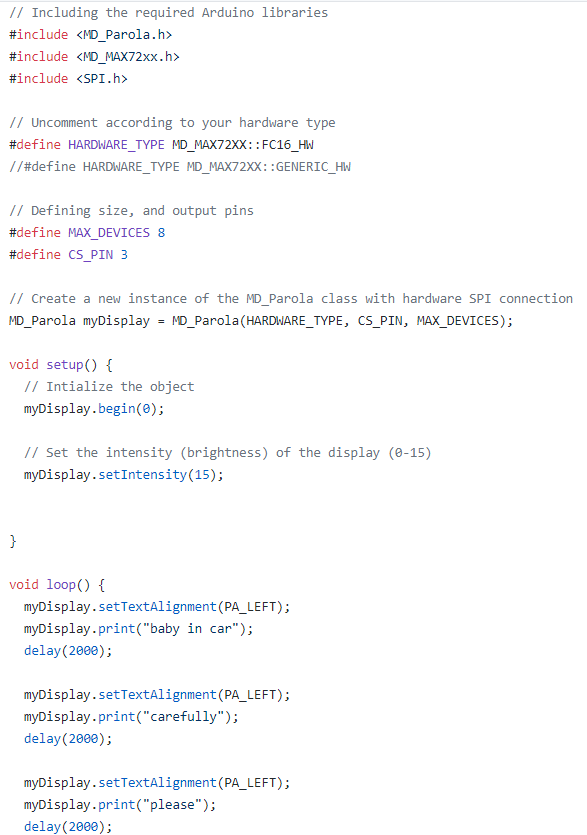 // Including the required Arduino libraries
#include <MD_Parola.h>
#include <MD_MAX72xx.h>
#include <SPI.h>
// Uncomment according to your hardware type
#define HARDWARE_TYPE MD_MAX72XX::FC16_HW
//#define HARDWARE_TYPE MD_MAX72XX::GENERIC_HW
// Defining size, and output pins
#define MAX_DEVICES 8
#define CS_PIN 3
// Create a new instance of the MD_Parola class with hardware SPI connection
MD_Parola myDisplay = MD_Parola(HARDWARE_TYPE, CS_PIN, MAX_DEVICES);
void setup() {
// Intialize the object
myDisplay.begin(0);
// Set the intensity (brightness) of the display (0-15)
myDisplay.setIntensity(15);
}
void loop() {
myDisplay.setTextAlignment(PA_LEFT);
myDisplay.print("baby in car");
delay(2000);
myDisplay.setTextAlignment(PA_LEFT);
myDisplay.print("carefully");
delay(2000);
myDisplay.setTextAlignment(PA_LEFT);
myDisplay.print("please");
delay(2000);